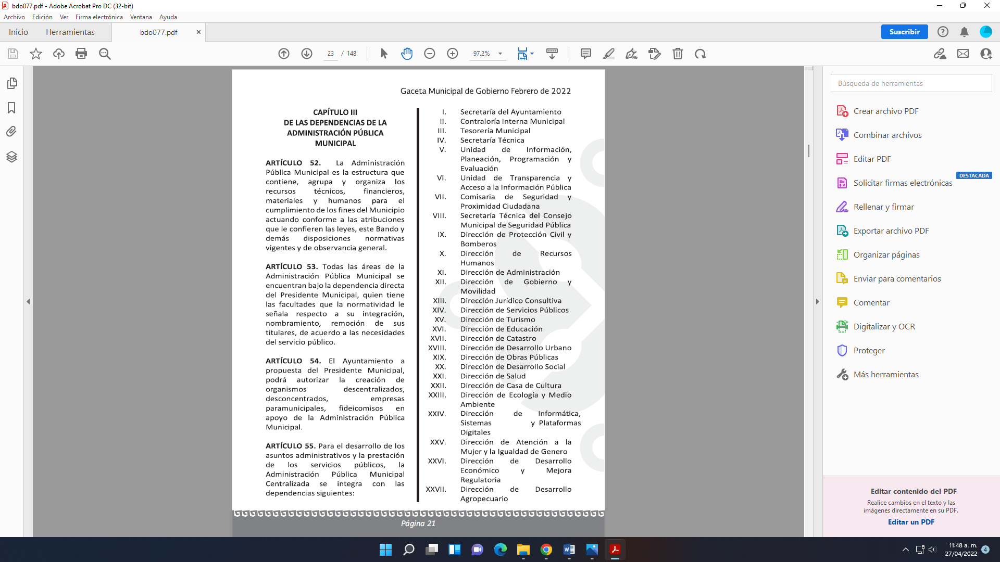 bdo077.pdf - Adobe Acrobat Pro DC (32-bit)
Archivo Edición Ver Firma electrónica Ventana Ayuda
Inicio Herramientas bdo077.pdf ×
Suscribir
23 / 148
97.2%
Gaceta Municipal de Gobierno Febrero de 2022
CAPÍTULO III
DE LAS DEPENDENCIAS DE LA
ADMINISTRACIÓN PÚBLICA
MUNICIPAL
ARTÍCULO 52. La Administración
Pública Municipal es la estructura que
contiene, agrupa y organiza los
recursos técnicos, financieros,
materiales y humanos para el
cumplimiento de los fines del Municipio
actuando conforme a las atribuciones
que le confieren las leyes, este Bando y
demás disposiciones normativas
vigentes y de observancia general.
ARTÍCULO 53. Todas las áreas de la
Administración Pública Municipal se
encuentran bajo la dependencia directa
del Presidente Municipal, quien tiene
las facultades que la normatividad le
señala respecto a su integración,
nombramiento, remoción de sus
titulares, de acuerdo a las necesidades
del servicio público.
ARTÍCULO 54. El Ayuntamiento a
propuesta del Presidente Municipal,
podrá autorizar la creación de
organismos descentralizados,
desconcentrados, empresas
paramunicipales, fideicomisos en
apoyo de la Administración Pública
Municipal.
ARTÍCULO 55. Para el desarrollo de los
asuntos administrativos y la prestación
de los servicios públicos, la
Administración Pública Municipal
Centralizada se integra con las
dependencias siguientes:
I. Secretaría del Ayuntamiento
II. Contraloría Interna Municipal
III. Tesorería Municipal
IV. Secretaría Técnica
V. Unidad de Información,
Planeación, Programación y
Evaluación
VI. Unidad de Transparencia y
Acceso a la Información Pública
VII. Comisaria de Seguridad y
Proximidad Ciudadana
VIII. Secretaría Técnica del Consejo
Municipal de Seguridad Pública
IX. Dirección de Protección Civil y
Bomberos
X. Dirección de Recursos
Humanos
XI. Dirección de Administración
XII. Dirección de Gobierno y
Movilidad
XIII. Dirección Jurídico Consultiva
XIV. Dirección de Servicios Públicos
XV. Dirección de Turismo
XVI. Dirección de Educación
XVII. Dirección de Catastro
XVIII. Dirección de Desarrollo Urbano
XIX. Dirección de Obras Públicas
XX. Dirección de Desarrollo Social
XXI. Dirección de Salud
XXII. Dirección de Casa de Cultura
XXIII. Dirección de Ecología y Medio
Ambiente
XXIV. Dirección de Informática,
Sistemas y Plataformas
Digitales
XXV. Dirección de Atención a la
Mujer y la Igualdad de Genero
XXVI. Dirección de Desarrollo
Económico y Mejora
Regulatoria
XXVII. Dirección de Desarrollo
Agropecuario
Página 21
Búsqueda de herramientas
Crear archivo PDF
Combinar archivos
Editar PDF
DESTACADA
Solicitar firmas electrónicas
Rellenar y firmar
Exportar archivo PDF
Organizar páginas
Enviar para comentarios
Comentar
Digitalizar y OCR
Proteger
Más herramientas
Editar contenido del PDF
Realice cambios en el texto y las
imágenes directamente en su PDF.
Editar un PDF
11:48 a. m.
27/04/2022
4